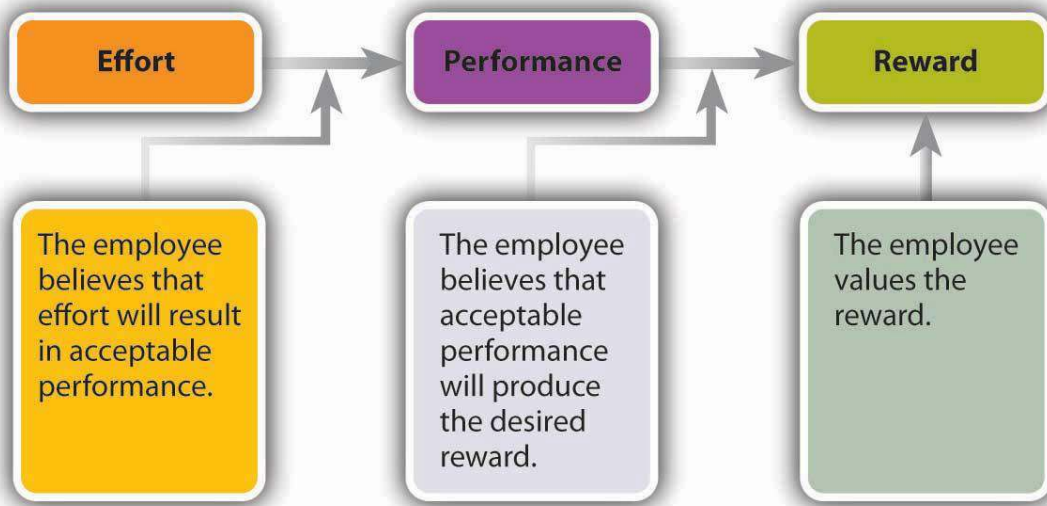 Effort
Performance
Reward
The employee
believes that
effort will result
in acceptable
performance.
The employee
believes that
acceptable
performance
will produce
the desired
reward.
The employee
values the
reward.